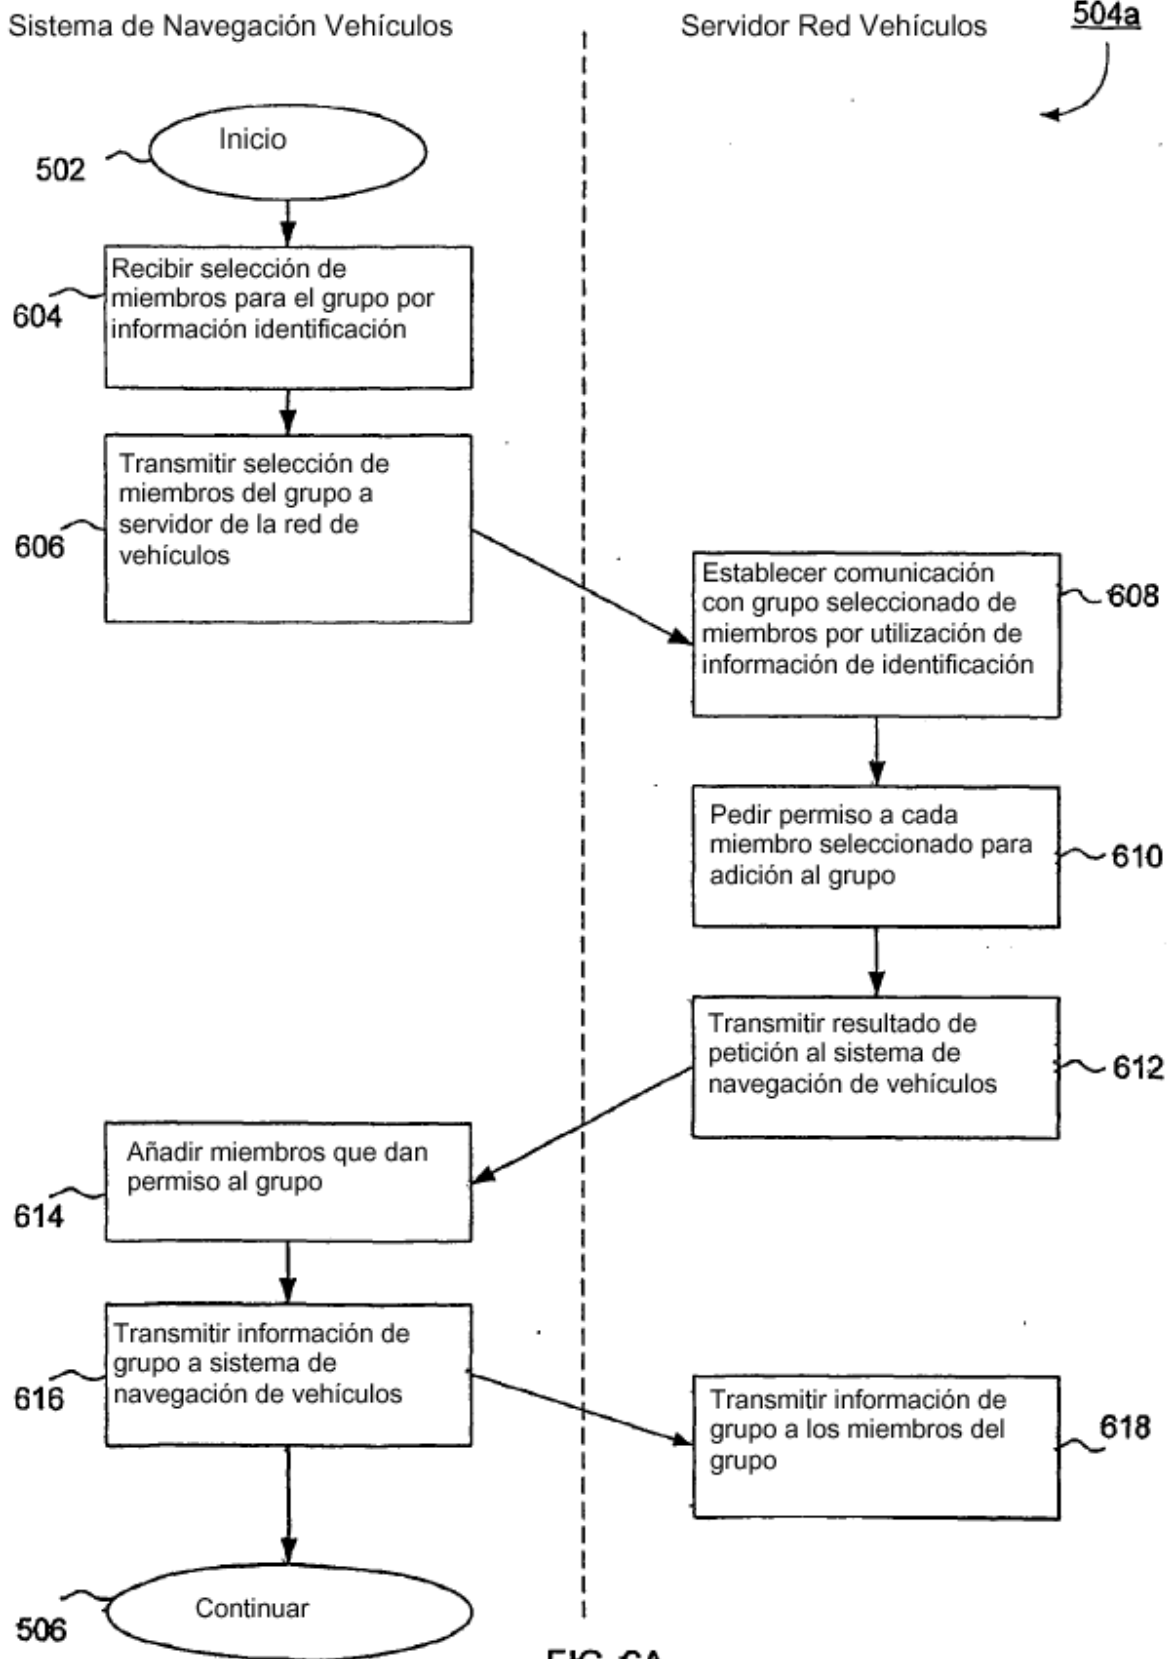 Sistema de Navegación Vehículos
Servidor Red Vehículos
504a
Inicio
502
Recibir selección de
miembros para el grupo por
información identificación
604
Transmitir selección de
miembros del grupo a
servidor de la red de
vehículos
606
Establecer comunicación
con grupo seleccionado de
miembros por utilización de
información de identificación
608
Pedir permiso a cada
miembro seleccionado para
adición al grupo
610
Transmitir resultado de
petición al sistema de
navegación de vehículos
612
Añadir miembros que dan
permiso al grupo
614
Transmitir información de
grupo a sistema de
navegación de vehículos
616
Transmitir información de
grupo a los miembros del
grupo
618
Continuar
506
FIG. 6A